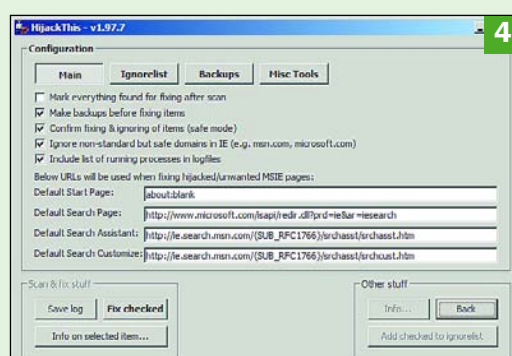 HijackThis - v1.97.7
4
Configuration
Main Ignorelist Backups Misc Tools
Mark everything found for fixing after scan
Make backups before fixing items
Confirm fixing & ignoring of items (safe mode)
Ignore non-standard but safe domains in IE (e.g. msn.com, microsoft.com)
Include list of running processes in logfiles
Below URLs will be used when fixing hijacked/unwanted MSIE pages:
Default Start Page: about:blank
Default Search Page: http://www.microsoft.com/isapi/redir.dll?prd=ie&ar=iesearch
Default Search Assistant: http://ie.search.msn.com/{SUB_RFC1766}/srchasst/srchasst.htm
Default Search Customize: http://ie.search.msn.com/{SUB_RFC1766}/srchasst/srchcust.htm
Scan & fix stuff
Other stuff
Save log Fix checked
Info... Back
Info on selected item...
Add checked to ignorelist